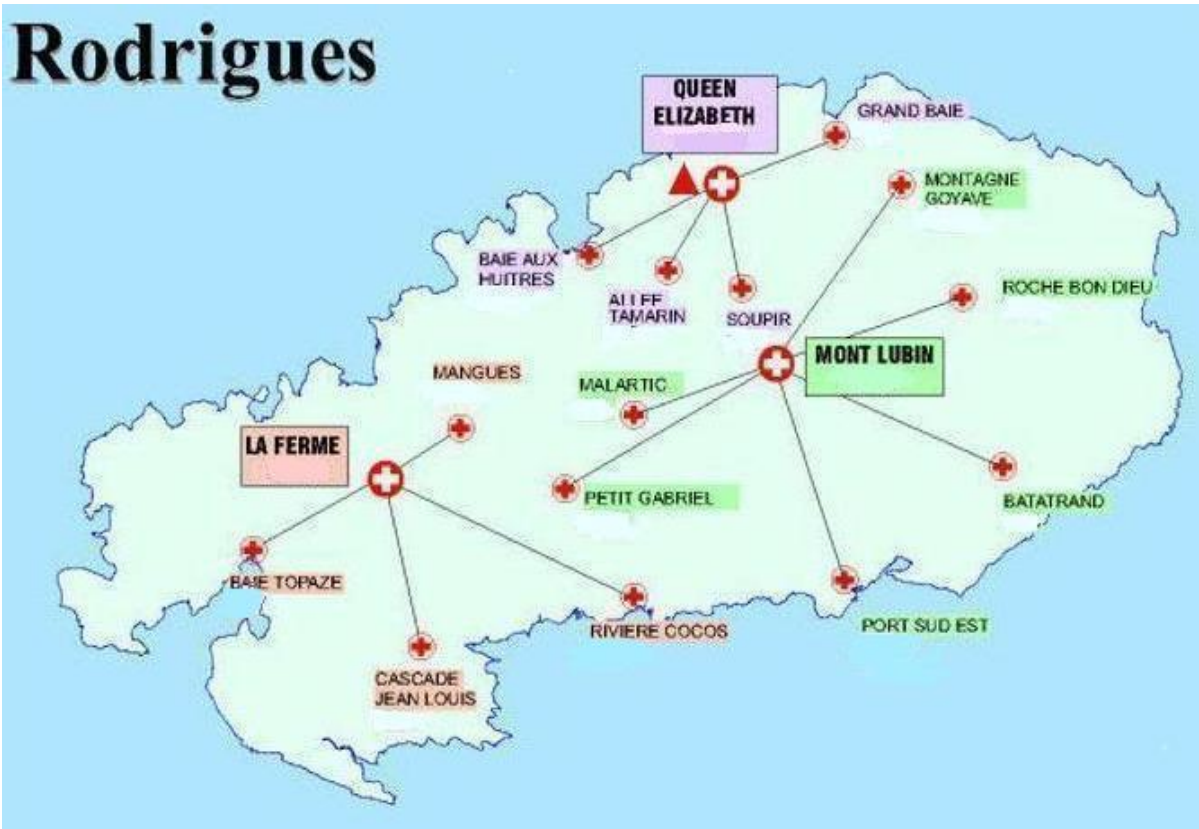 Rodrigues
QUEEN
ELIZABETH
GRAND BAIE
MONTAGNE
GOYAVE
BAIE AUX
HUITRES
ALLEE
TAMARIN
SOUPIR
ROCHE BON DIEU
MONT LUBIN
MANGUES
MALARTIC
LA FERME
PETIT GABRIEL
BATATRAND
BAIE TOPAZE
RIVIERE COCOS
PORT SUD EST
CASCADE
JEAN LOUIS